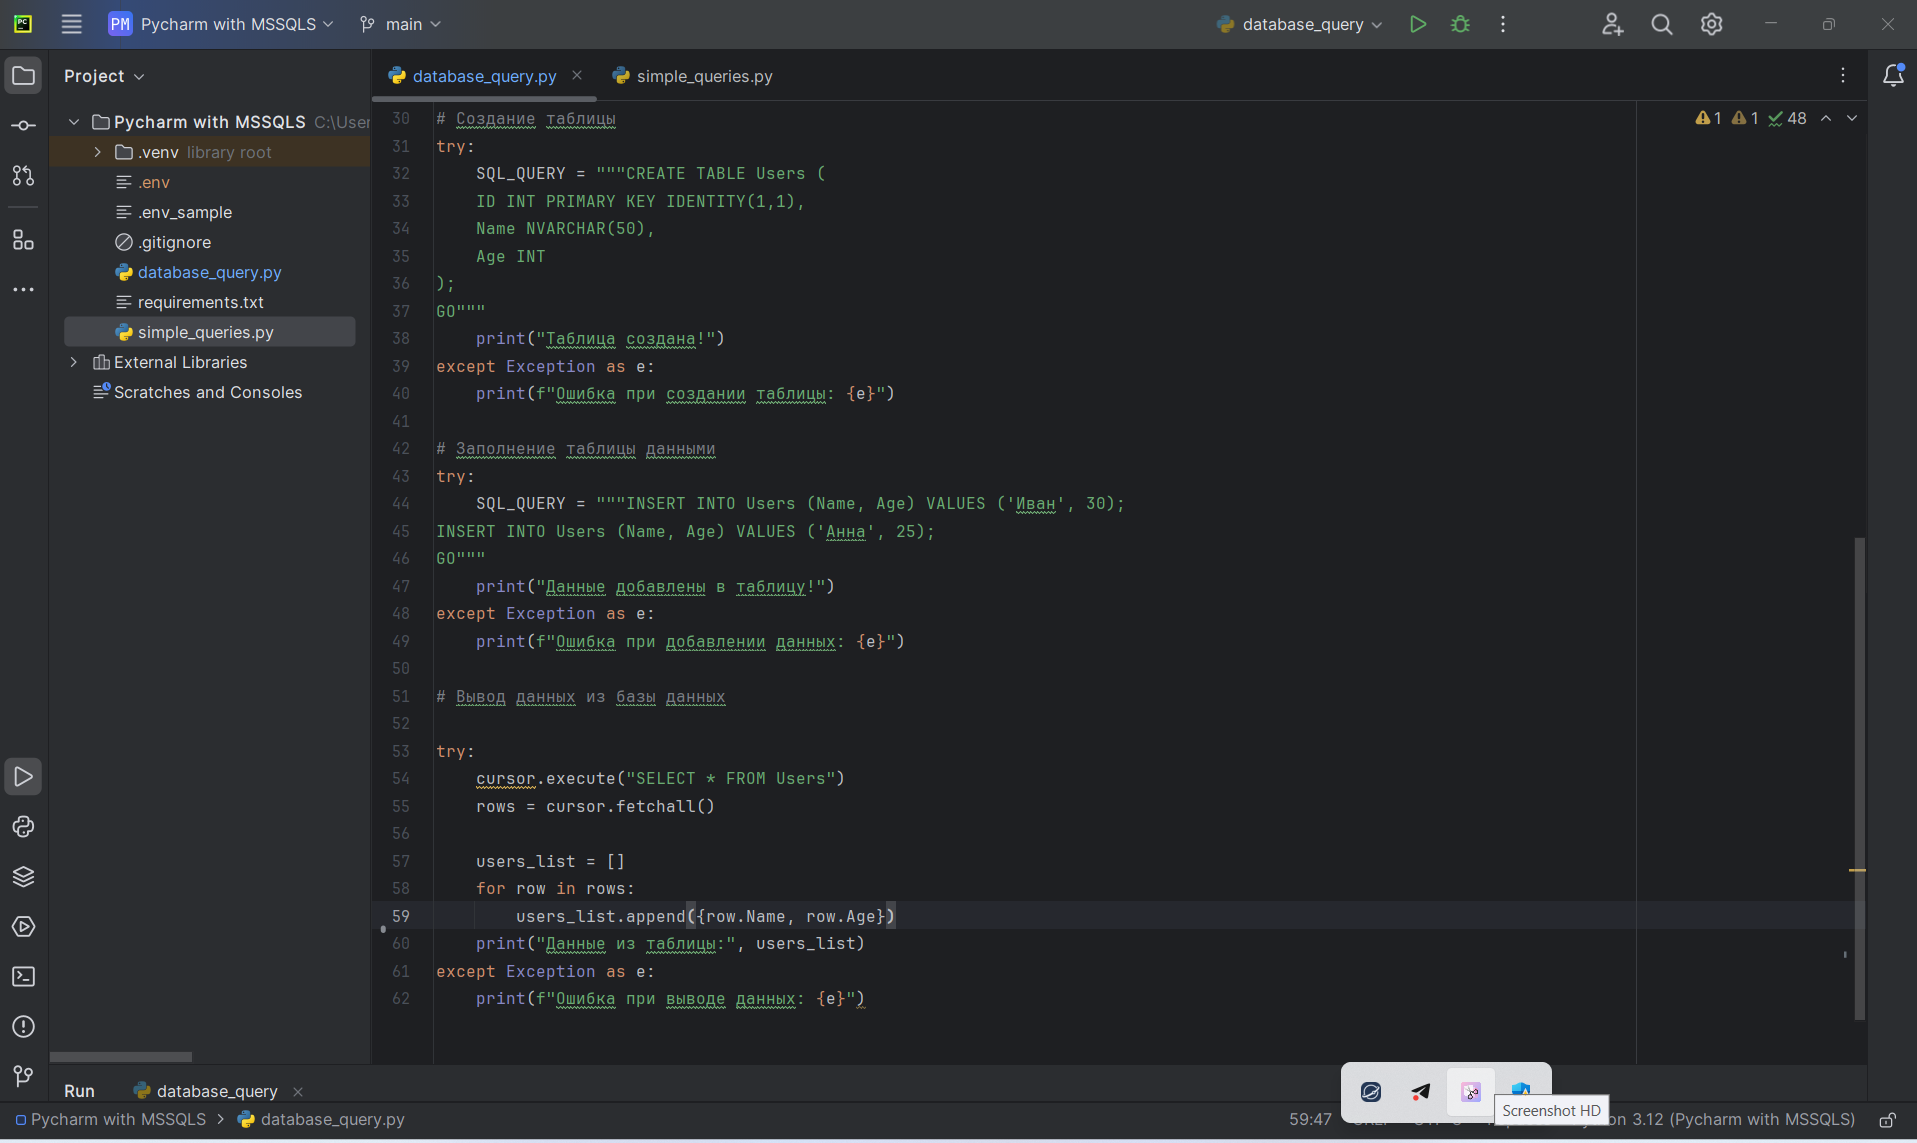 PC
PM Pycharm with MSSQLS main database_query
Project
Pycharm with MSSQLS C:\User
.venv library root
.env
.env_sample
.gitignore
database_query.py
requirements.txt
simple_queries.py
External Libraries
Scratches and Consoles
database_query.py simple_queries.py
1 1 48
30 # Создание таблицы
31 try:
32 SQL_QUERY = """CREATE TABLE Users (
33 ID INT PRIMARY KEY IDENTITY(1,1),
34 Name NVARCHAR(50),
35 Age INT
36 );
37 GO"""
38 print("Таблица создана!")
39 except Exception as e:
40 print(f"Ошибка при создании таблицы: {e}")
41
42 # Заполнение таблицы данными
43 try:
44 SQL_QUERY = """INSERT INTO Users (Name, Age) VALUES ('Иван', 30);
45 INSERT INTO Users (Name, Age) VALUES ('Анна', 25);
46 GO"""
47 print("Данные добавлены в таблицу!")
48 except Exception as e:
49 print(f"Ошибка при добавлении данных: {e}")
50
51 # Вывод данных из базы данных
52
53 try:
54 cursor.execute("SELECT * FROM Users")
55 rows = cursor.fetchall()
56
57 users_list = []
58 for row in rows:
59 users_list.append({row.Name, row.Age})
60 print("Данные из таблицы:", users_list)
61 except Exception as e:
62 print(f"Ошибка при выводе данных: {e}")
Run database_query
Pycharm with MSSQLS > database_query.py
59:47
Screenshot HD
on 3.12 (Pycharm with MSSQLS)